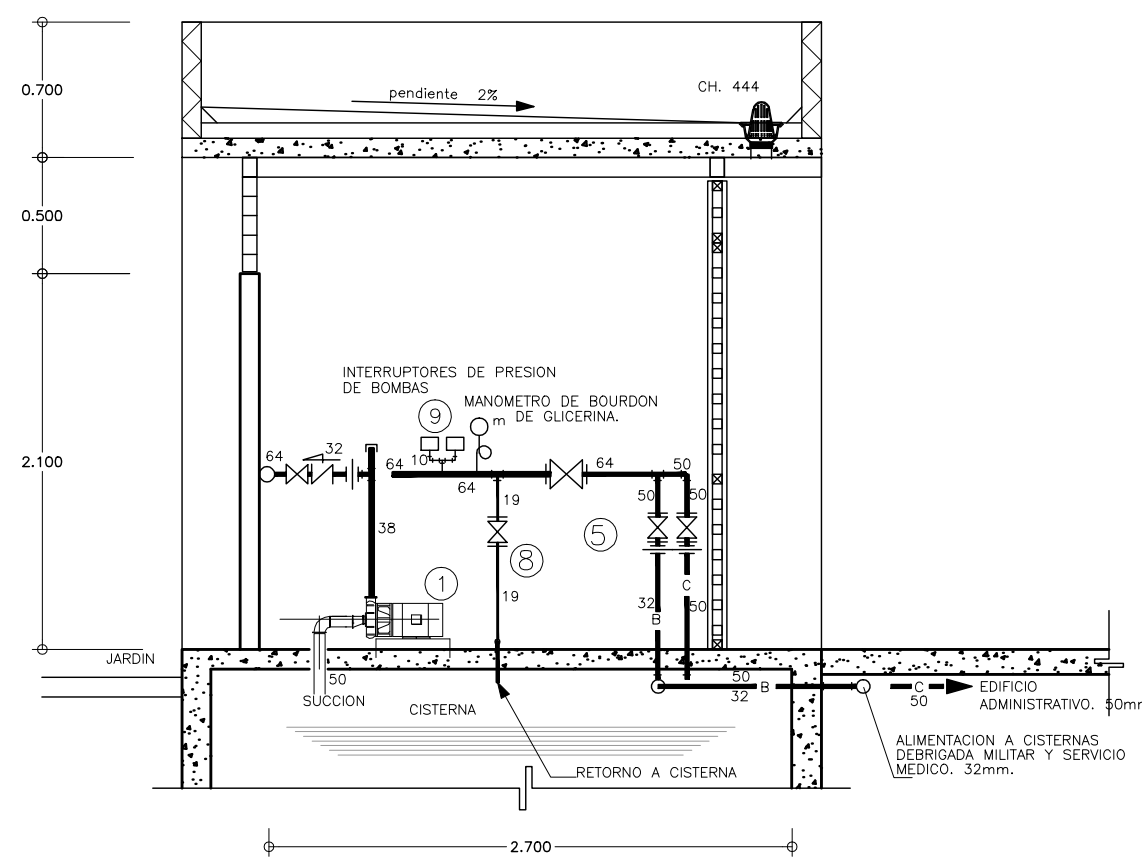 0.700
pendiente 2%
CH. 444
0.500
INTERRUPTORES DE PRESION
DE BOMBAS
9
MANOMETRO DE BOURDON
m DE GLICERINA.
2.100
64
32
64
10
64
64
50
50
50
19
5
38
8
1
19
C
32
B
50
JARDIN
50
SUCCION
CISTERNA
50
B
32
C
50
EDIFICIO
ADMINISTRATIVO. 50mm
ALIMENTACION A CISTERNAS
DEBRIGADA MILITAR Y SERVICIO
MEDICO. 32mm.
RETORNO A CISTERNA
2.700